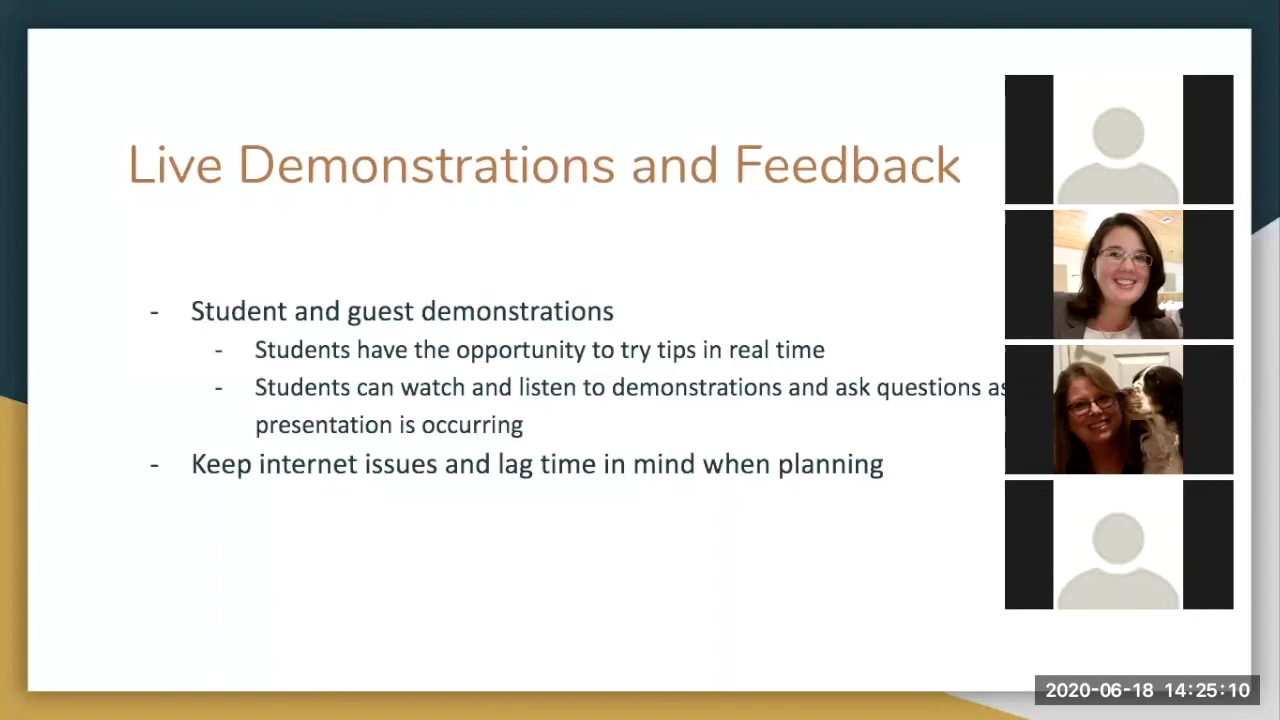 Live Demonstrations and Feedback
- Student and guest demonstrations
- Students have the opportunity to try tips in real time
- Students can watch and listen to demonstrations and ask questions as
presentation is occurring
- Keep internet issues and lag time in mind when planning
2020-06-18 14:25:10